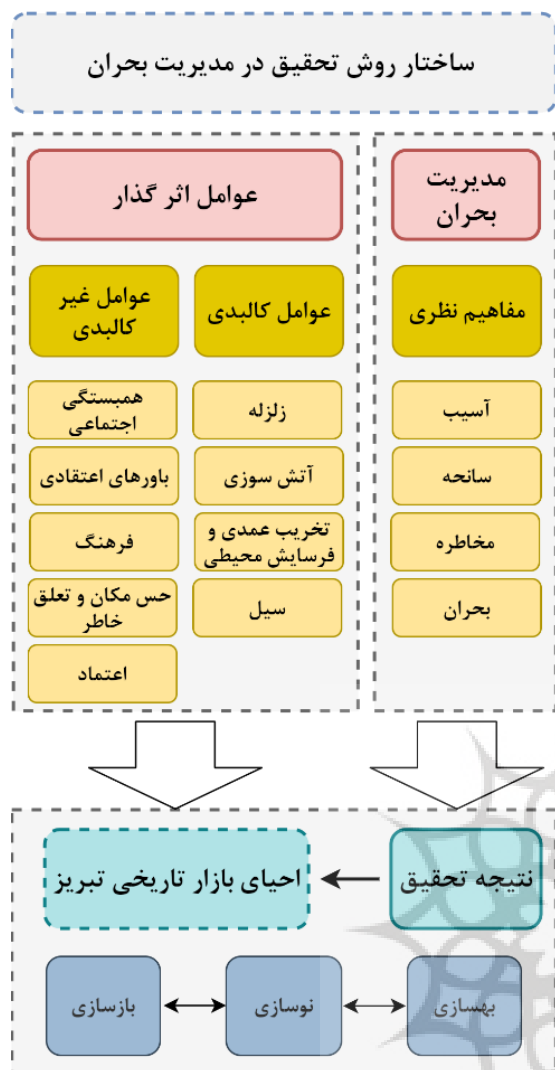 ساختار روش تحقیق در مدیریت بحران
مدیریت
بحران
مفاهیم نظری
آسیب
سانحه
مخاطره
بحران
عوامل اثر گذار
عوامل کالبدی
زلزله
آتش سوزی
تخریب عمدی و
فرسایش محیطی
سیل
عوامل غیر
کالبدی
همبستگی
اجتماعی
باورهای اعتقادی
فرهنگ
حس مکان و تعلق
خاطر
اعتماد
نتیجه تحقیق
احیای بازار تاریخی تبریز
بهسازی
نوسازی
بازسازی